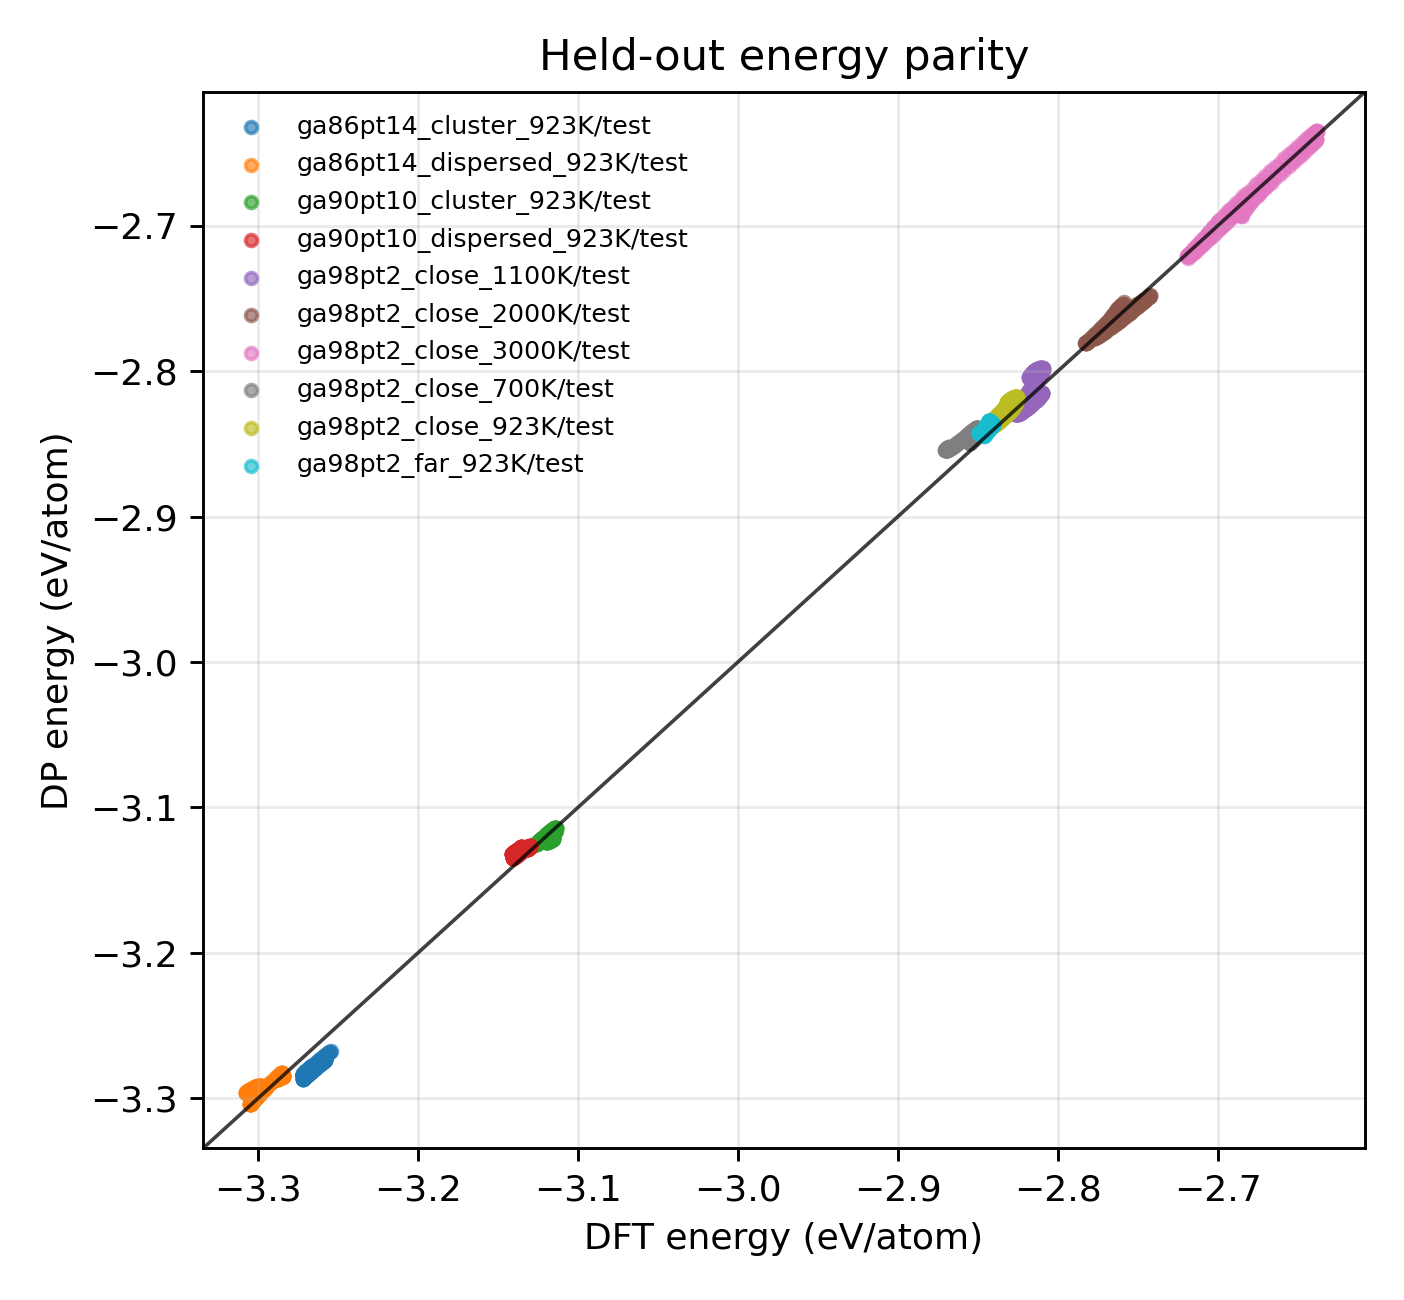 Held-out energy parity
ga86pt14_cluster_923K/test
ga86pt14_dispersed_923K/test
ga90pt10_cluster_923K/test
ga90pt10_dispersed_923K/test
ga98pt2_close_1100K/test
ga98pt2_close_2000K/test
ga98pt2_close_3000K/test
ga98pt2_close_700K/test
ga98pt2_close_923K/test
ga98pt2_far_923K/test
DP energy (eV/atom)
−2.7
−2.8
−2.9
−3.0
−3.1
−3.2
−3.3
−3.3 −3.2 −3.1 −3.0 −2.9 −2.8 −2.7
DFT energy (eV/atom)